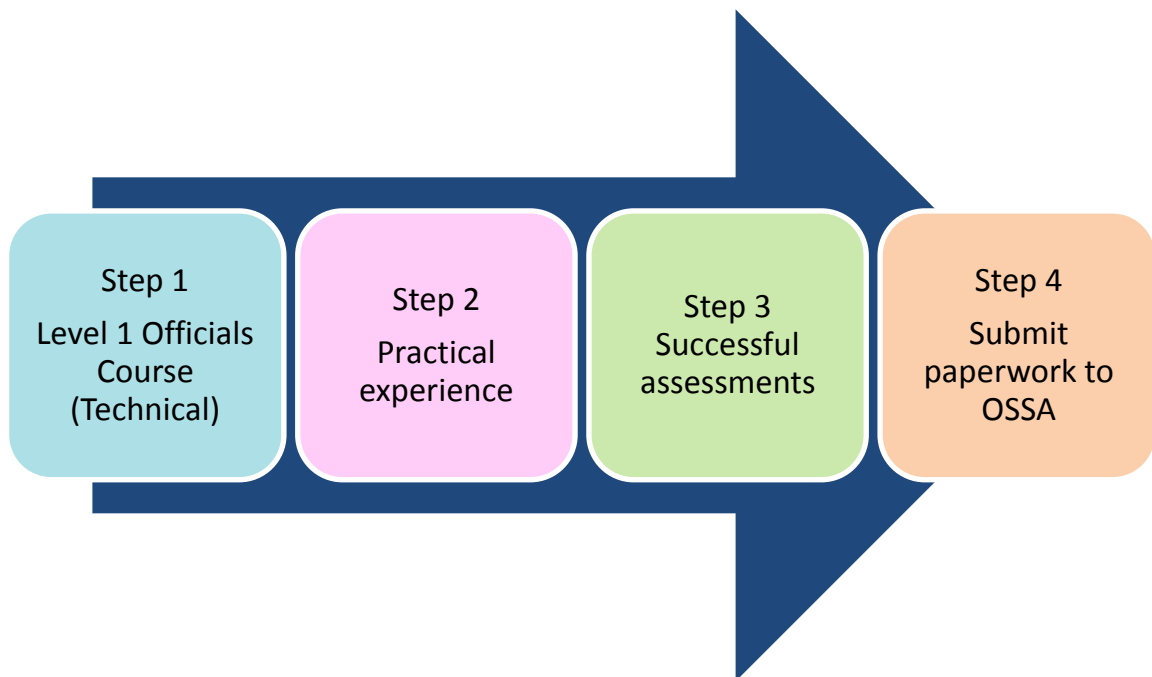 Step 1
Level 1 Officials
Course
(Technical)
Step 2
Practical
experience
Step 3
Successful
assessments
Step 4
Submit
paperwork to
OSSA